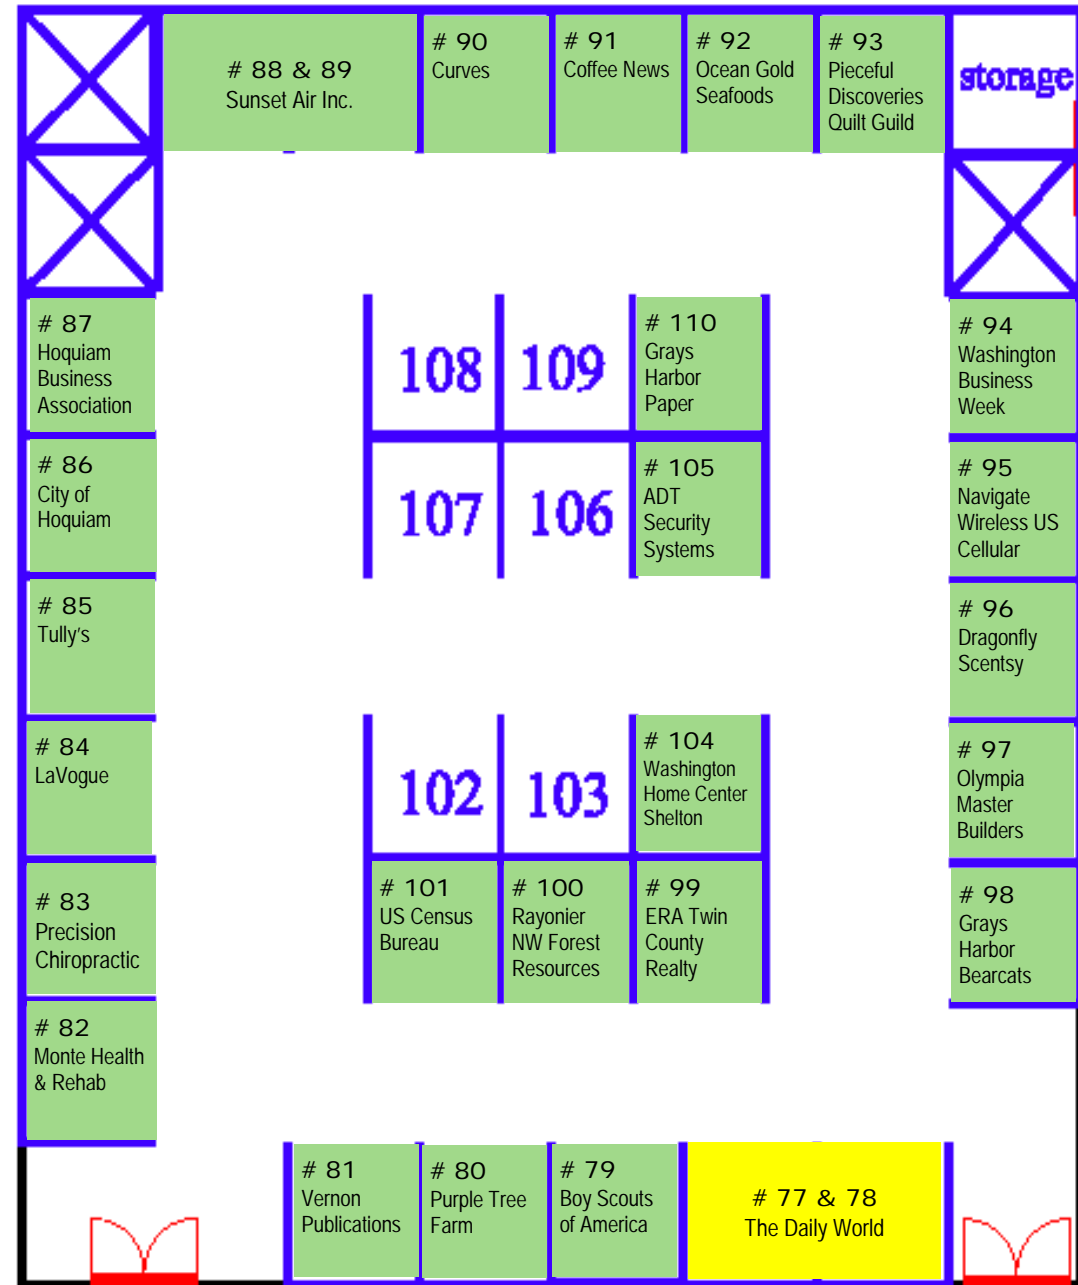 # 88 & 89
Sunset Air Inc.
# 90
Curves
# 91
Coffee News
# 92
Ocean Gold
Seafoods
# 93
Pieceful
Discoveries
Quilt Guild
storage
# 87
Hoquiam
Business
Association
108
109
# 110
Grays
Harbor
Paper
# 94
Washington
Business
Week
# 86
City of
Hoquiam
107
106
# 105
ADT
Security
Systems
# 95
Navigate
Wireless US
Cellular
# 85
Tully's
# 96
Dragonfly
Scentsy
# 84
LaVogue
102
103
# 104
Washington
Home Center
Shelton
# 97
Olympia
Master
Builders
# 83
Precision
Chiropractic
# 101
US Census
Bureau
# 100
Rayonier
NW Forest
Resources
# 99
ERA Twin
County
Realty
# 98
Grays
Harbor
Bearcats
# 82
Monte Health
& Rehab
# 81
Vernon
Publications
# 80
Purple Tree
Farm
# 79
Boy Scouts
of America
# 77 & 78
The Daily World